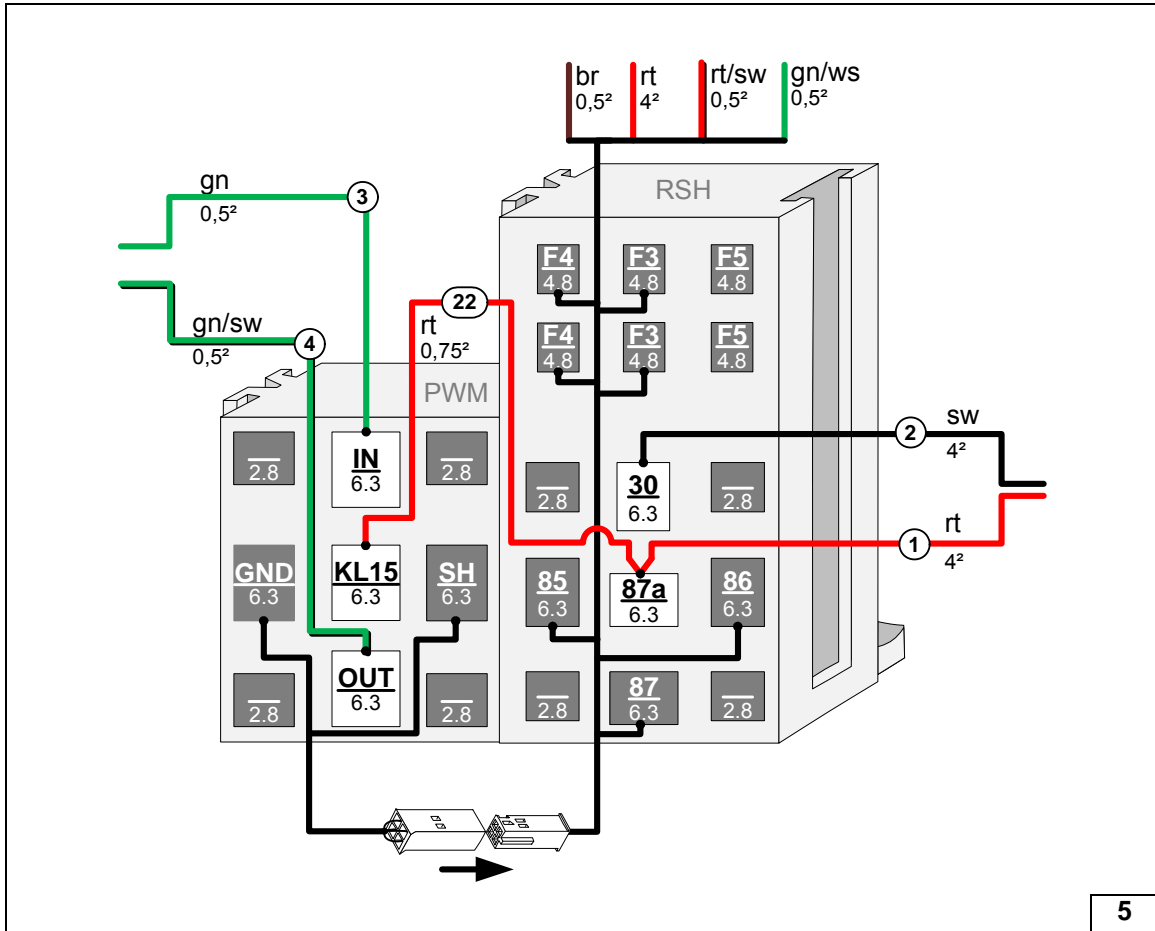 br
rt
rt/sw
gn/ws
0,5²
4²
0,5²
0,5²
RSH
gn
0,5²
3
F4
4.8
F3
4.8
F5
4.8
22
rt
0,75²
gn/sw
0,5²
4
F4
4.8
F3
4.8
F5
4.8
PWM
2.8
IN
6.3
2.8
2.8
30
6.3
2.8
2
sw
4²
1
rt
4²
GND
6.3
KL15
6.3
SH
6.3
85
6.3
87a
6.3
86
6.3
2.8
OUT
6.3
2.8
2.8
87
6.3
2.8
5